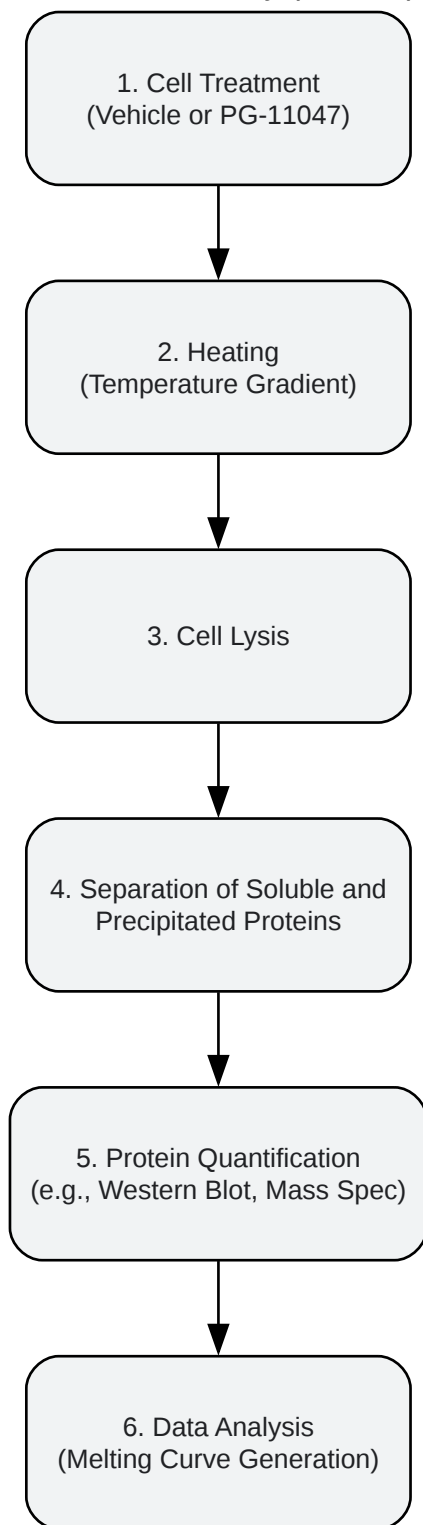 1. Cell Treatment
(Vehicle or PG-11047)
2. Heating
(Temperature Gradient)
3. Cell Lysis
4. Separation of Soluble and
Precipitated Proteins
5. Protein Quantification
(e.g., Western Blot, Mass Spec)
6. Data Analysis
(Melting Curve Generation)